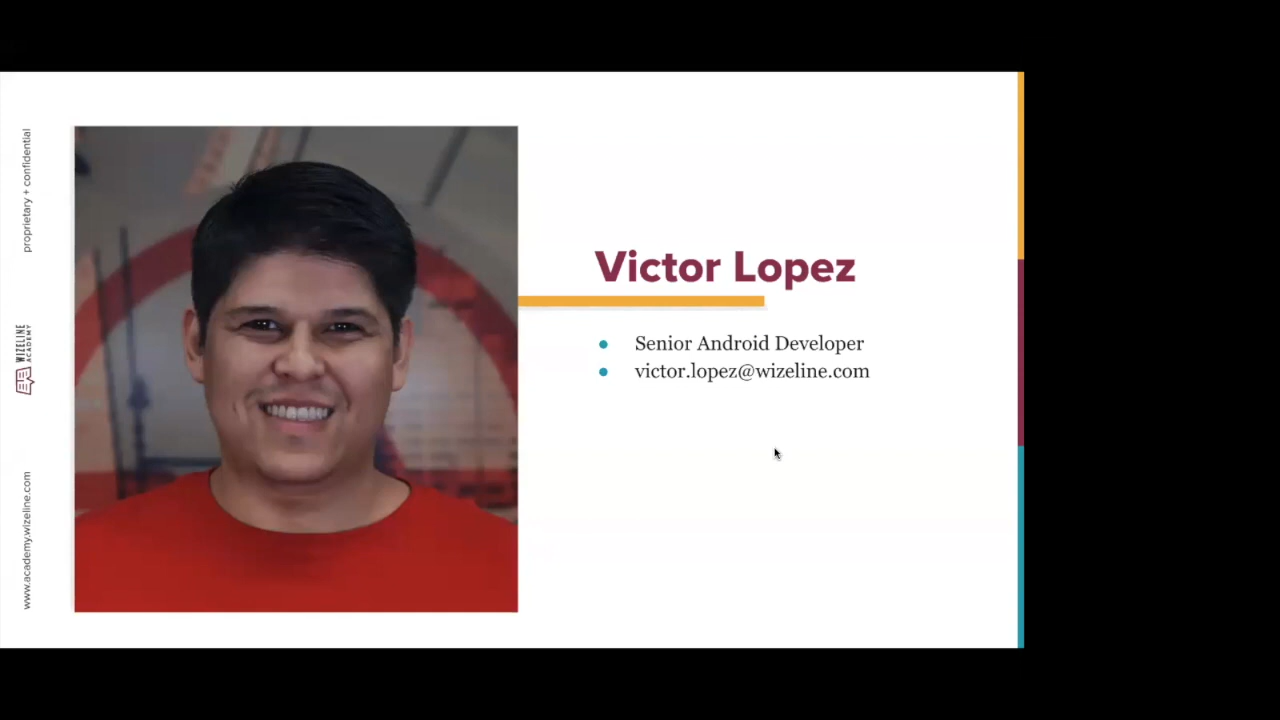 proprietary + confidential
WIZELINE
ACADEMY
www.academy.wizeline.com
Victor Lopez
Senior Android Developer
victor.lopez@wizeline.com